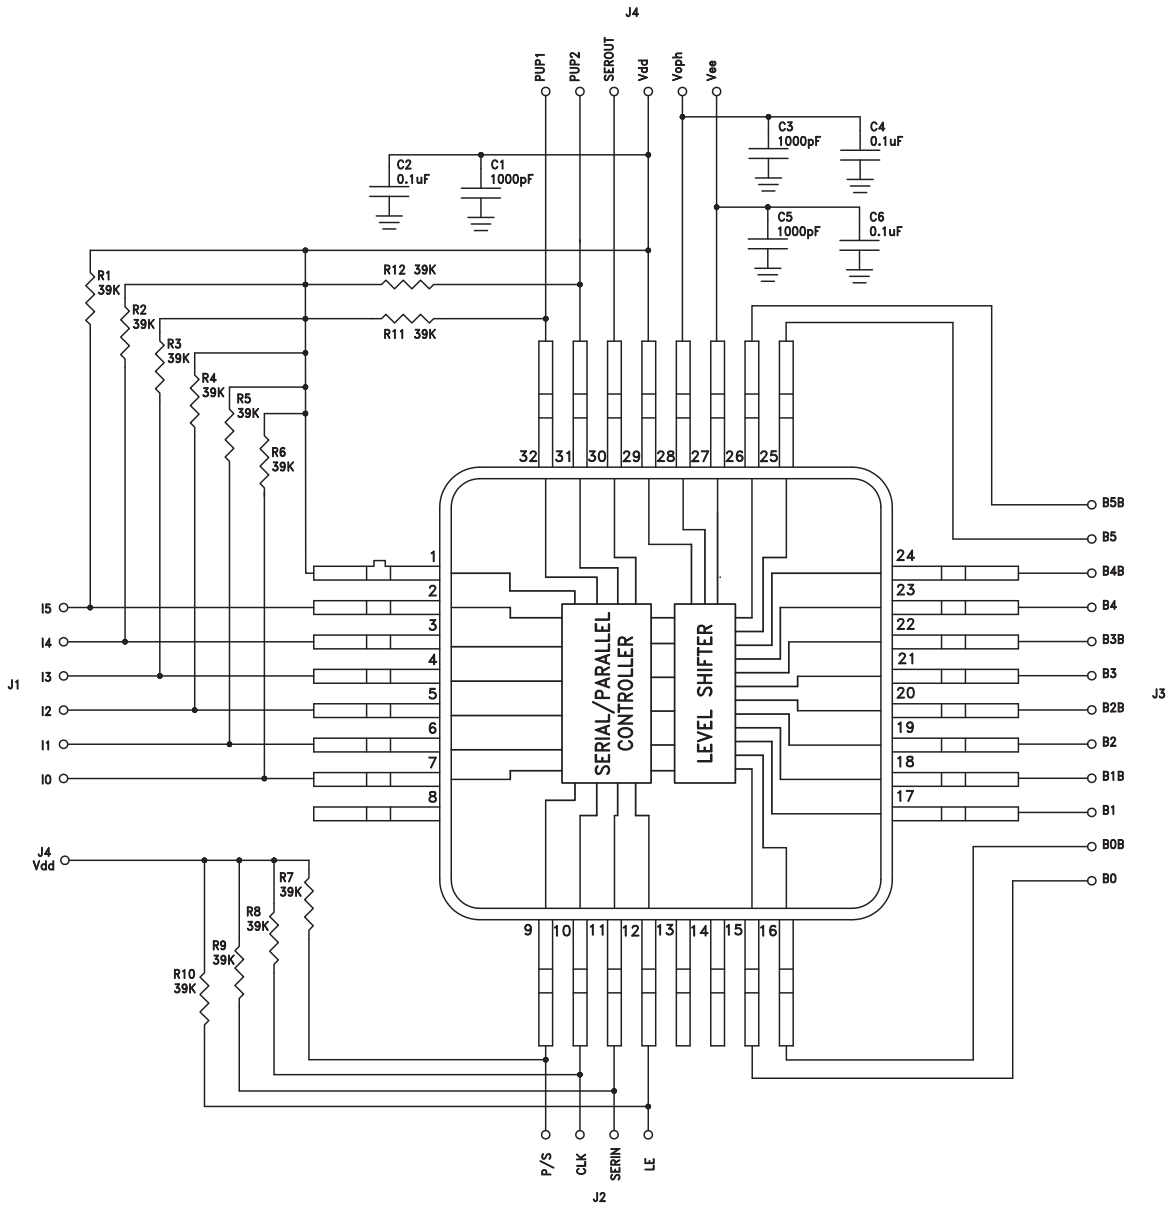 J4
PUP1
PUP2
SEROUT
Vdd
Voph
Vee
C3
1000pF
C4
0.1uF
C2
0.1uF
C1
1000pF
C5
1000pF
C6
0.1uF
R1
39K
R12 39K
R2
39K
R11 39K
R3
39K
R4
39K
R5
39K
R6
39K
32
31
30
29
28
27
26
25
1
2
3
4
5
6
7
8
24
23
22
21
20
19
18
17
SERIAL/PARALLEL
CONTROLLER
LEVEL SHIFTER
J1
I5
I4
I3
I2
I1
I0
B5B
B5
B4B
B4
B3B
B3
B2B
B2
B1B
B1
B0B
B0
J3
J4
Vdd
R7
39K
R8
39K
R9
39K
R10
39K
9
10
11
12
13
14
15
16
P/S
CLK
SERIN
LE
J2